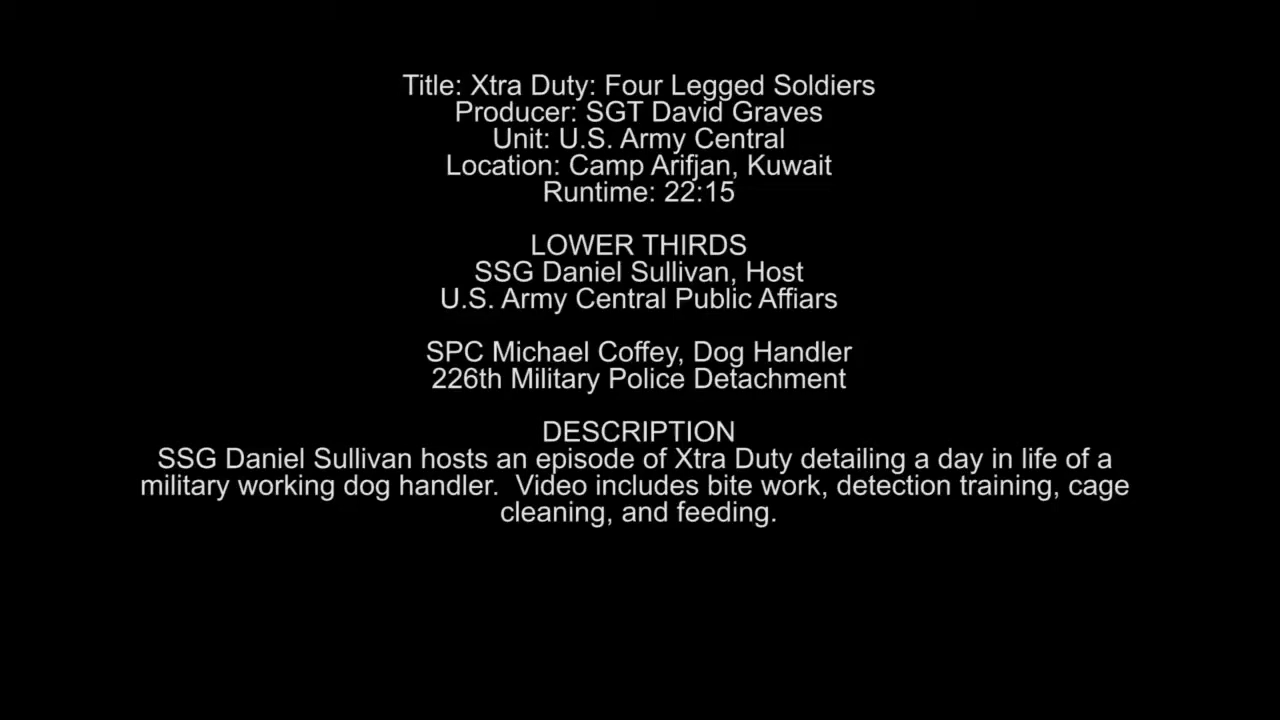 Title: Xtra Duty: Four Legged Soldiers
Producer: SGT David Graves
Unit: U.S. Army Central
Location: Camp Arifjan, Kuwait
Runtime: 22:15
LOWER THIRDS
SSG Daniel Sullivan, Host
U.S. Army Central Public Affiars
SPC Michael Coffey, Dog Handler
226th Military Police Detachment
DESCRIPTION
SSG Daniel Sullivan hosts an episode of Xtra Duty detailing a day in life of a
military working dog handler.  Video includes bite work, detection training, cage
cleaning, and feeding.